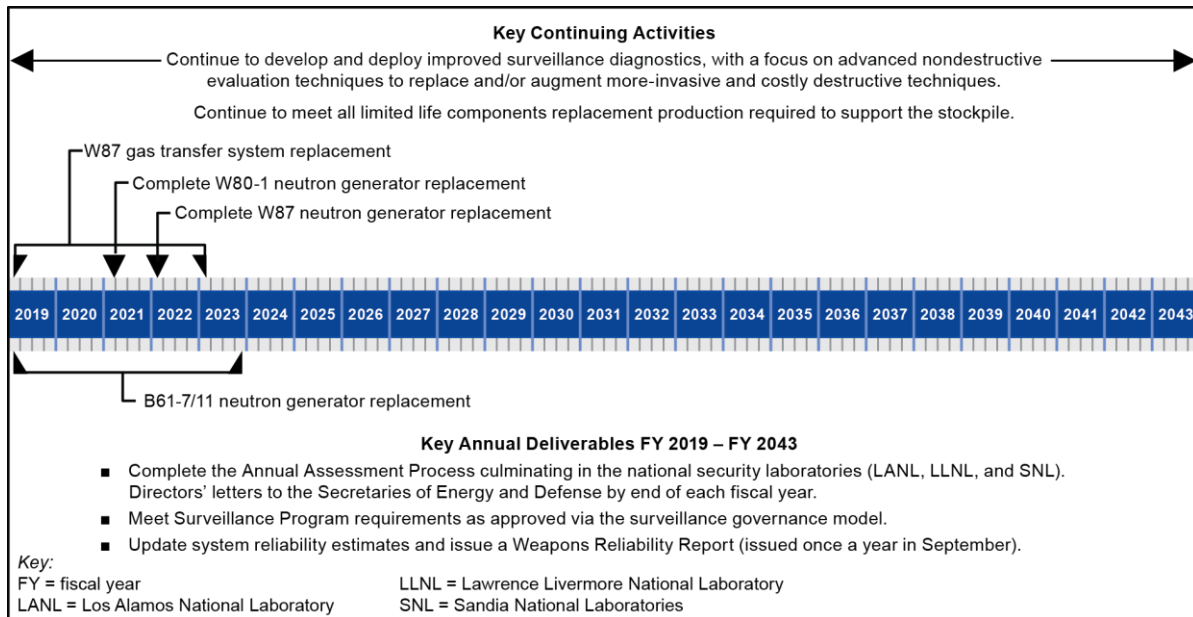 Key Continuing Activities
Continue to develop and deploy improved surveillance diagnostics, with a focus on advanced nondestructive
evaluation techniques to replace and/or augment more-invasive and costly destructive techniques.
Continue to meet all limited life components replacement production required to support the stockpile.
W87 gas transfer system replacement
Complete W80-1 neutron generator replacement
Complete W87 neutron generator replacement
2019 2020 2021 2022 2023 2024 2025 2026 2027 2028 2029 2030 2031 2032 2033 2034 2035 2036 2037 2038 2039 2040 2041 2042 2043
B61-7/11 neutron generator replacement
Key Annual Deliverables FY 2019 – FY 2043
■ Complete the Annual Assessment Process culminating in the national security laboratories (LANL, LLNL, and SNL).
Directors' letters to the Secretaries of Energy and Defense by end of each fiscal year.
■ Meet Surveillance Program requirements as approved via the surveillance governance model.
■ Update system reliability estimates and issue a Weapons Reliability Report (issued once a year in September).
Key:
FY = fiscal year
LANL = Los Alamos National Laboratory
LLNL = Lawrence Livermore National Laboratory
SNL = Sandia National Laboratories